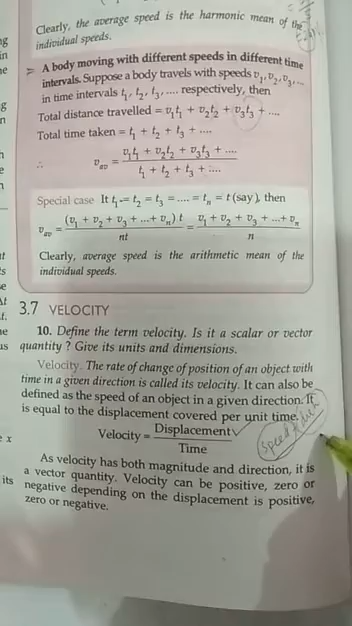 Clearly, the average speed is the harmonic mean of the
individual speeds.
➢ A body moving with different speeds in different time
intervals. Suppose a body travels with speeds v₁, v₂, v₃, ...
in time intervals t₁, t₂, t₃, .... respectively, then
Total distance travelled = v₁t₁ + v₂t₂ + v₃t₃ + ....
Total time taken = t₁ + t₂ + t₃ + ....
∴ v_av = (v₁t₁ + v₂t₂ + v₃t₃ + ....) / (t₁ + t₂ + t₃ + ....)
Special case It t₁ = t₂ = t₃ = .... = tₙ = t (say), then
v_av = ((v₁ + v₂ + v₃ + ...+ vₙ) t) / nt = (v₁ + v₂ + v₃ + ...+ vₙ) / n
Clearly, average speed is the arithmetic mean of the
individual speeds.
3.7 VELOCITY
10. Define the term velocity. Is it a scalar or vector
quantity ? Give its units and dimensions.
Velocity. The rate of change of position of an object with
time in a given direction is called its velocity. It can also be
defined as the speed of an object in a given direction. It
is equal to the displacement covered per unit time.
Velocity = Displacement / Time
Speed
As velocity has both magnitude and direction, it is
a vector quantity. Velocity can be positive, zero or
negative depending on the displacement is positive,
zero or negative.